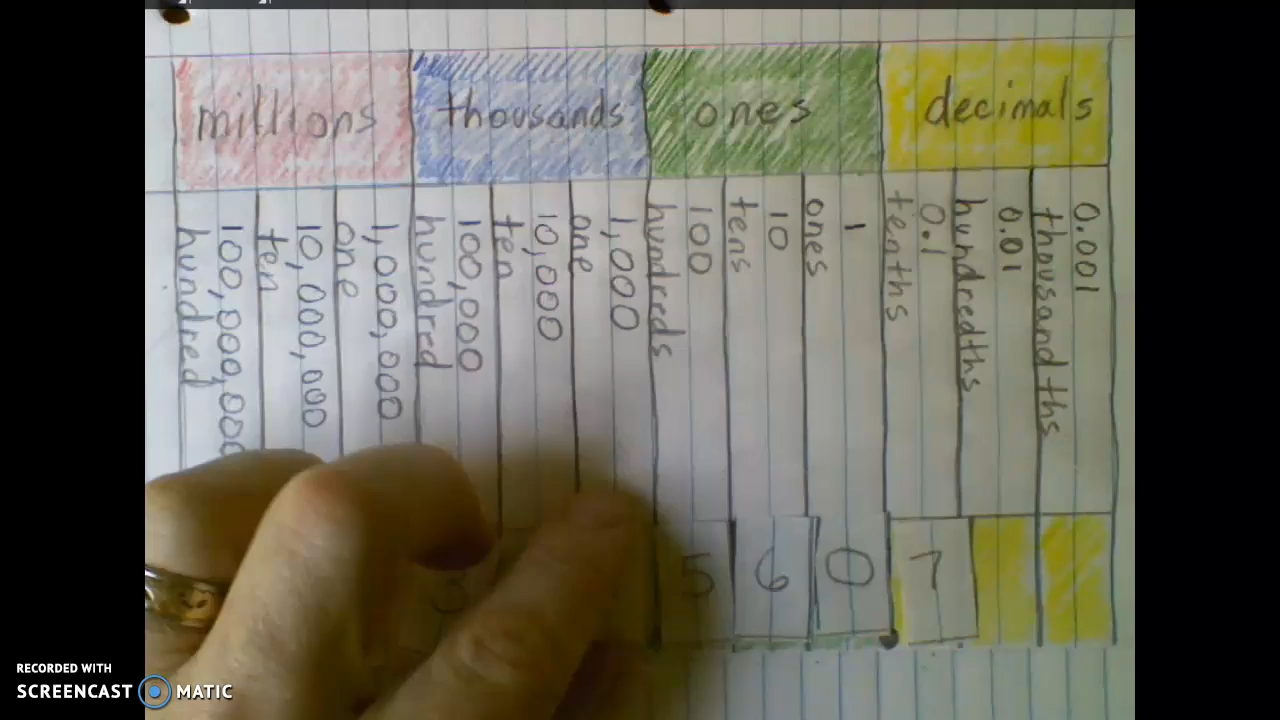 millions thousands ones decimals
hundred
100,000,000
ten
10,000,000
one
1,000,000
hundred
100,000
ten
10,000
one
1,000
hundreds
100
tens
10
ones
1
tenths
0.1
hundredths
0.01
thousandths
0.001
3 5 6 0 7
RECORDED WITH
SCREENCAST MATIC